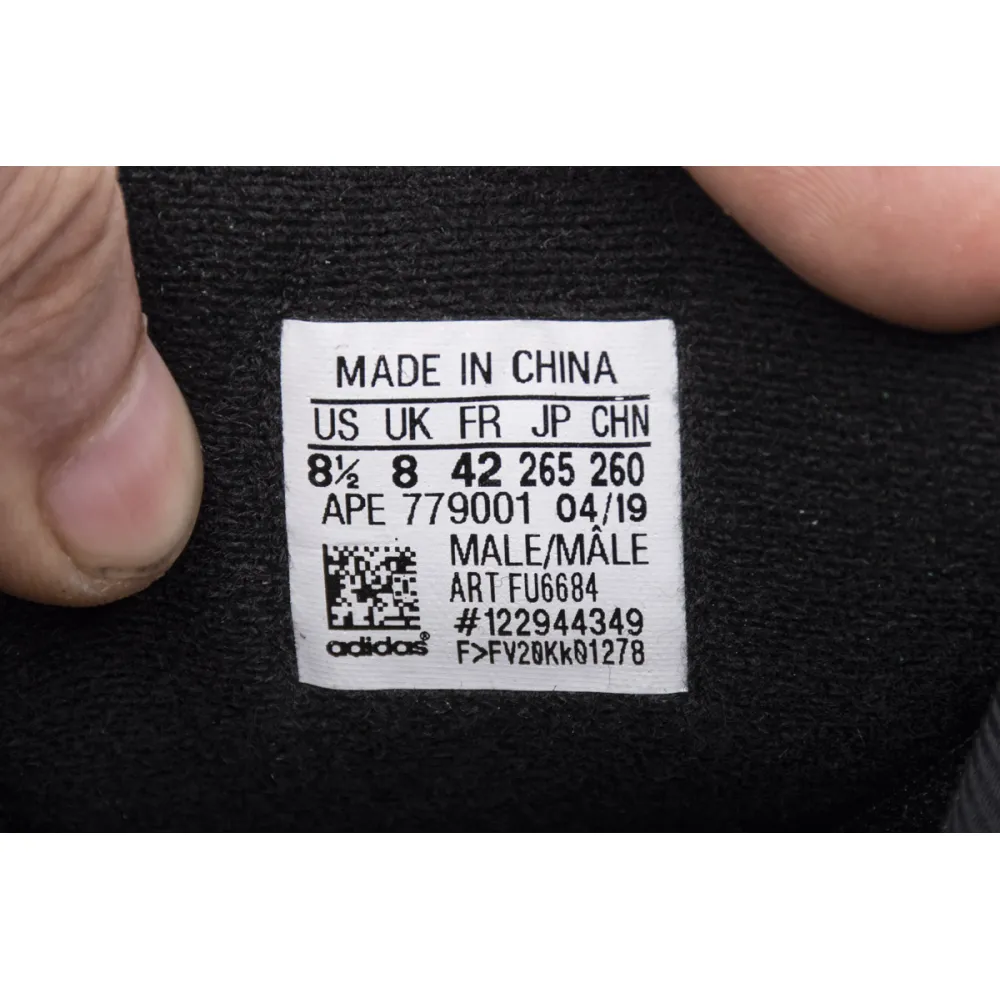 MADE IN CHINA
US UK FR JP CHN
8½ 8 42 265 260
APE 779001 04/19
MALE/MÂLE
ART FU6684
#122944349
adidas® F>FV20Kk01278